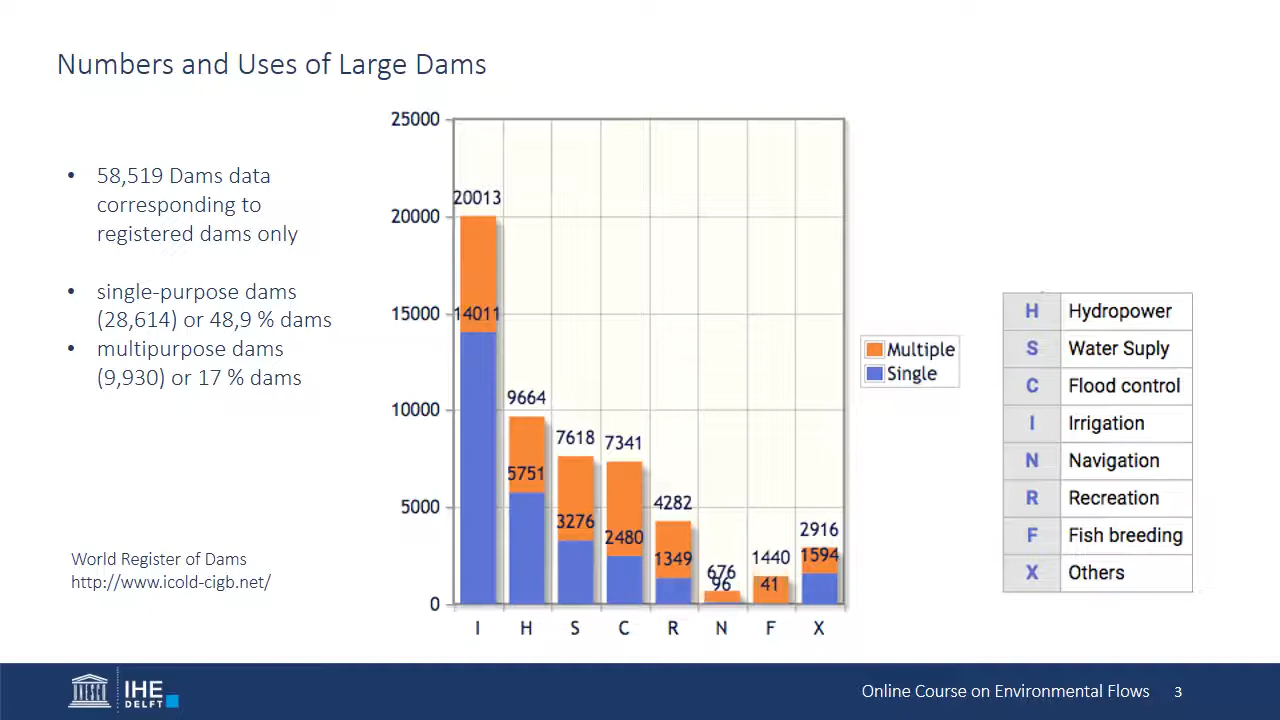 Numbers and Uses of Large Dams
• 58,519 Dams data
corresponding to
registered dams only
• single-purpose dams
(28,614) or 48,9 % dams
• multipurpose dams
(9,930) or 17 % dams
World Register of Dams
http://www.icold-cigb.net/
25000
20000
15000
10000
5000
0
20013
14011
9664
5751
7618
3276
7341
2480
4282
1349
676
96
1440
41
2916
1594
I H S C R N F X
Multiple
Single
H Hydropower
S Water Suply
C Flood control
I Irrigation
N Navigation
R Recreation
F Fish breeding
X Others
UNESCO
IHE
DELFT
Online Course on Environmental Flows 3